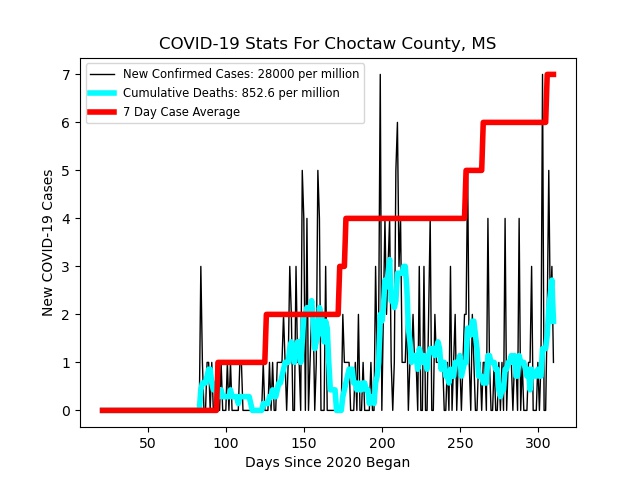 COVID-19 Stats For Choctaw County, MS
New Confirmed Cases: 28000 per million
Cumulative Deaths: 852.6 per million
7 Day Case Average
New COVID-19 Cases
7
6
5
4
3
2
1
0
50 100 150 200 250 300
Days Since 2020 Began